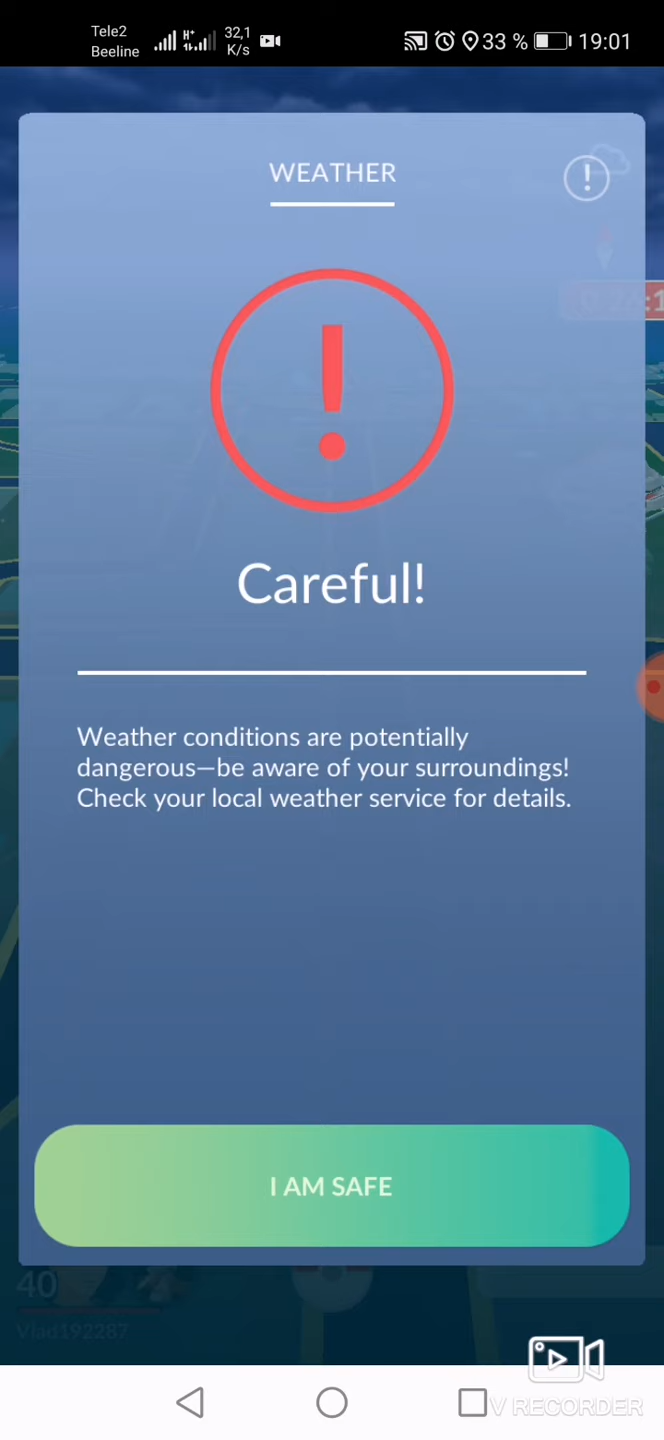 Tele2
Beeline
H+
32,1
K/s
33 %
19:01
WEATHER
Careful!
Weather conditions are potentially
dangerous—be aware of your surroundings!
Check your local weather service for details.
I AM SAFE
40
Vlad192287
V RECORDER